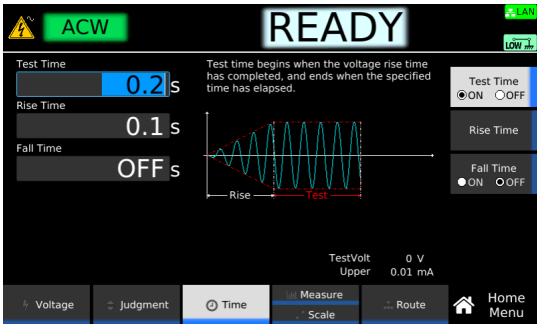 ACW
READY
LAN
LOW
Test Time
0.2 s
Rise Time
0.1 s
Fall Time
OFF s
Test time begins when the voltage rise time
has completed, and ends when the specified
time has elapsed.
Rise
Test
TestVolt 0 V
Upper 0.01 mA
Test Time
ON OFF
Rise Time
Fall Time
ON OFF
Voltage
Judgment
Time
Measure
Scale
Route
Home
Menu